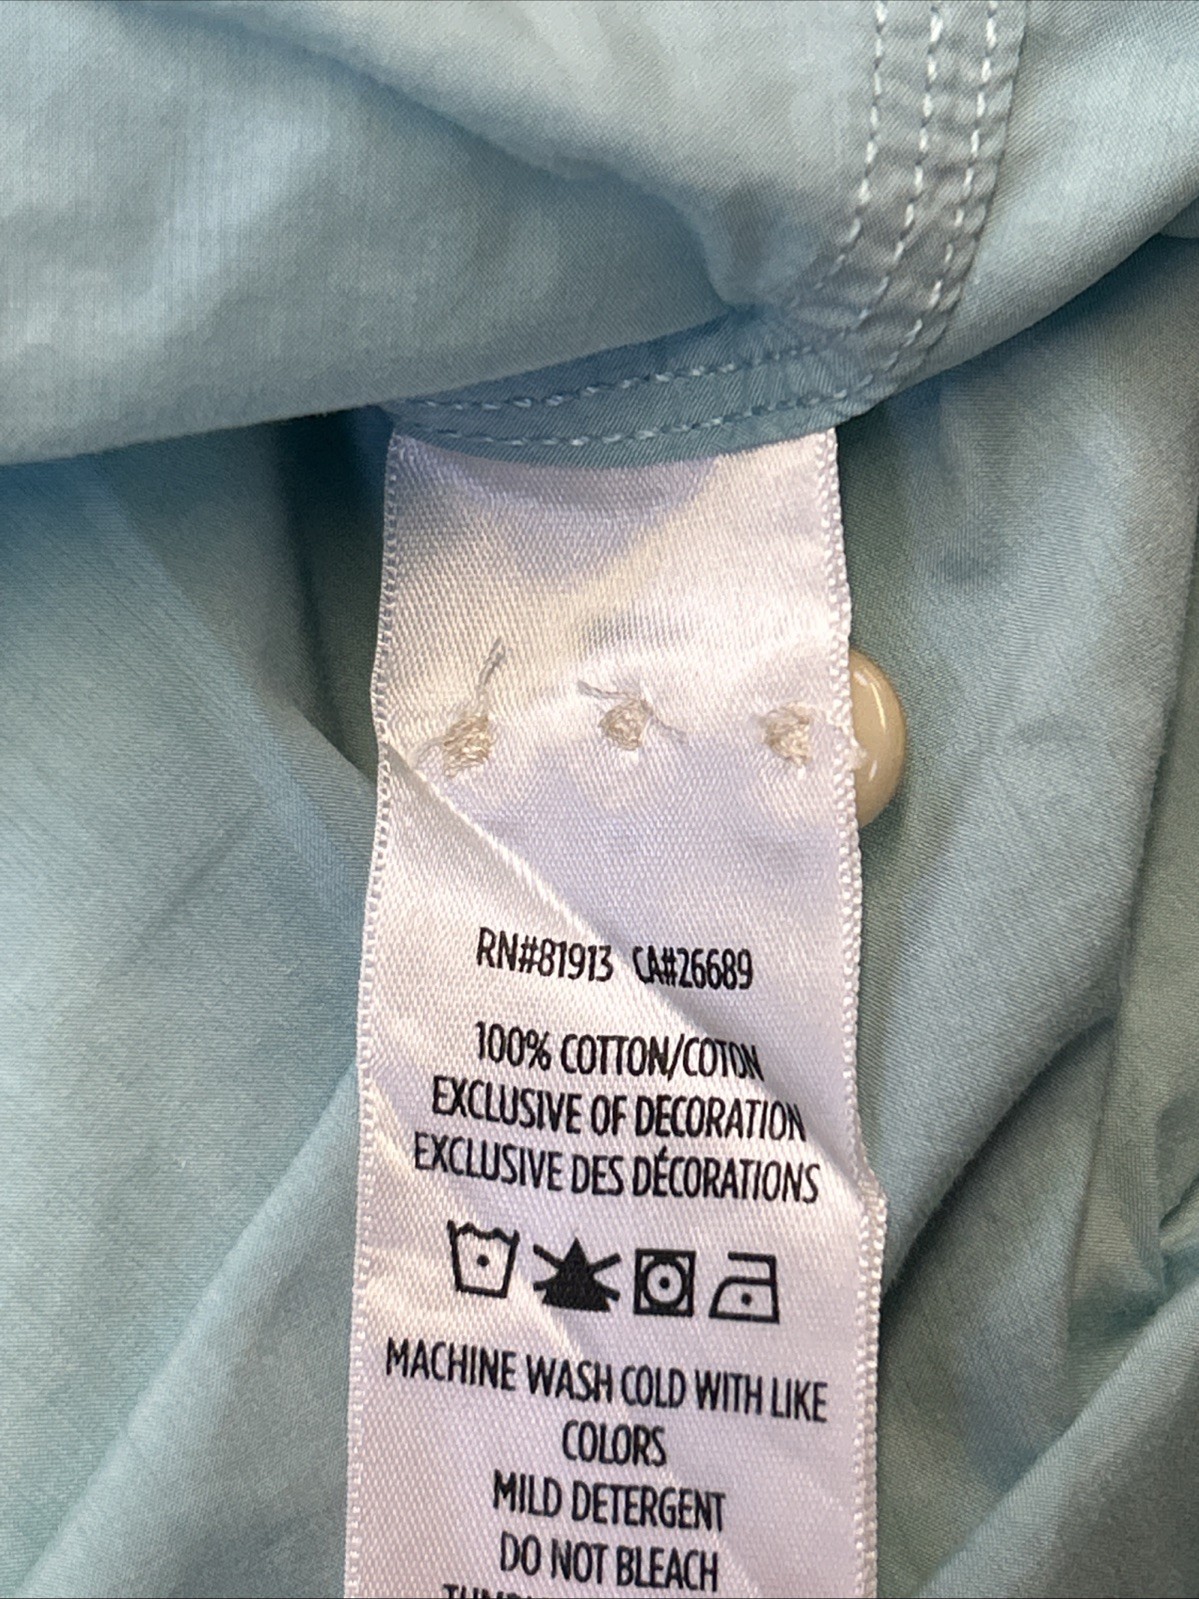 RN#81913 CA#26689
100% COTTON/COTON
EXCLUSIVE OF DECORATION
EXCLUSIVE DES DÉCORATIONS
MACHINE WASH COLD WITH LIKE
COLORS
MILD DETERGENT
DO NOT BLEACH